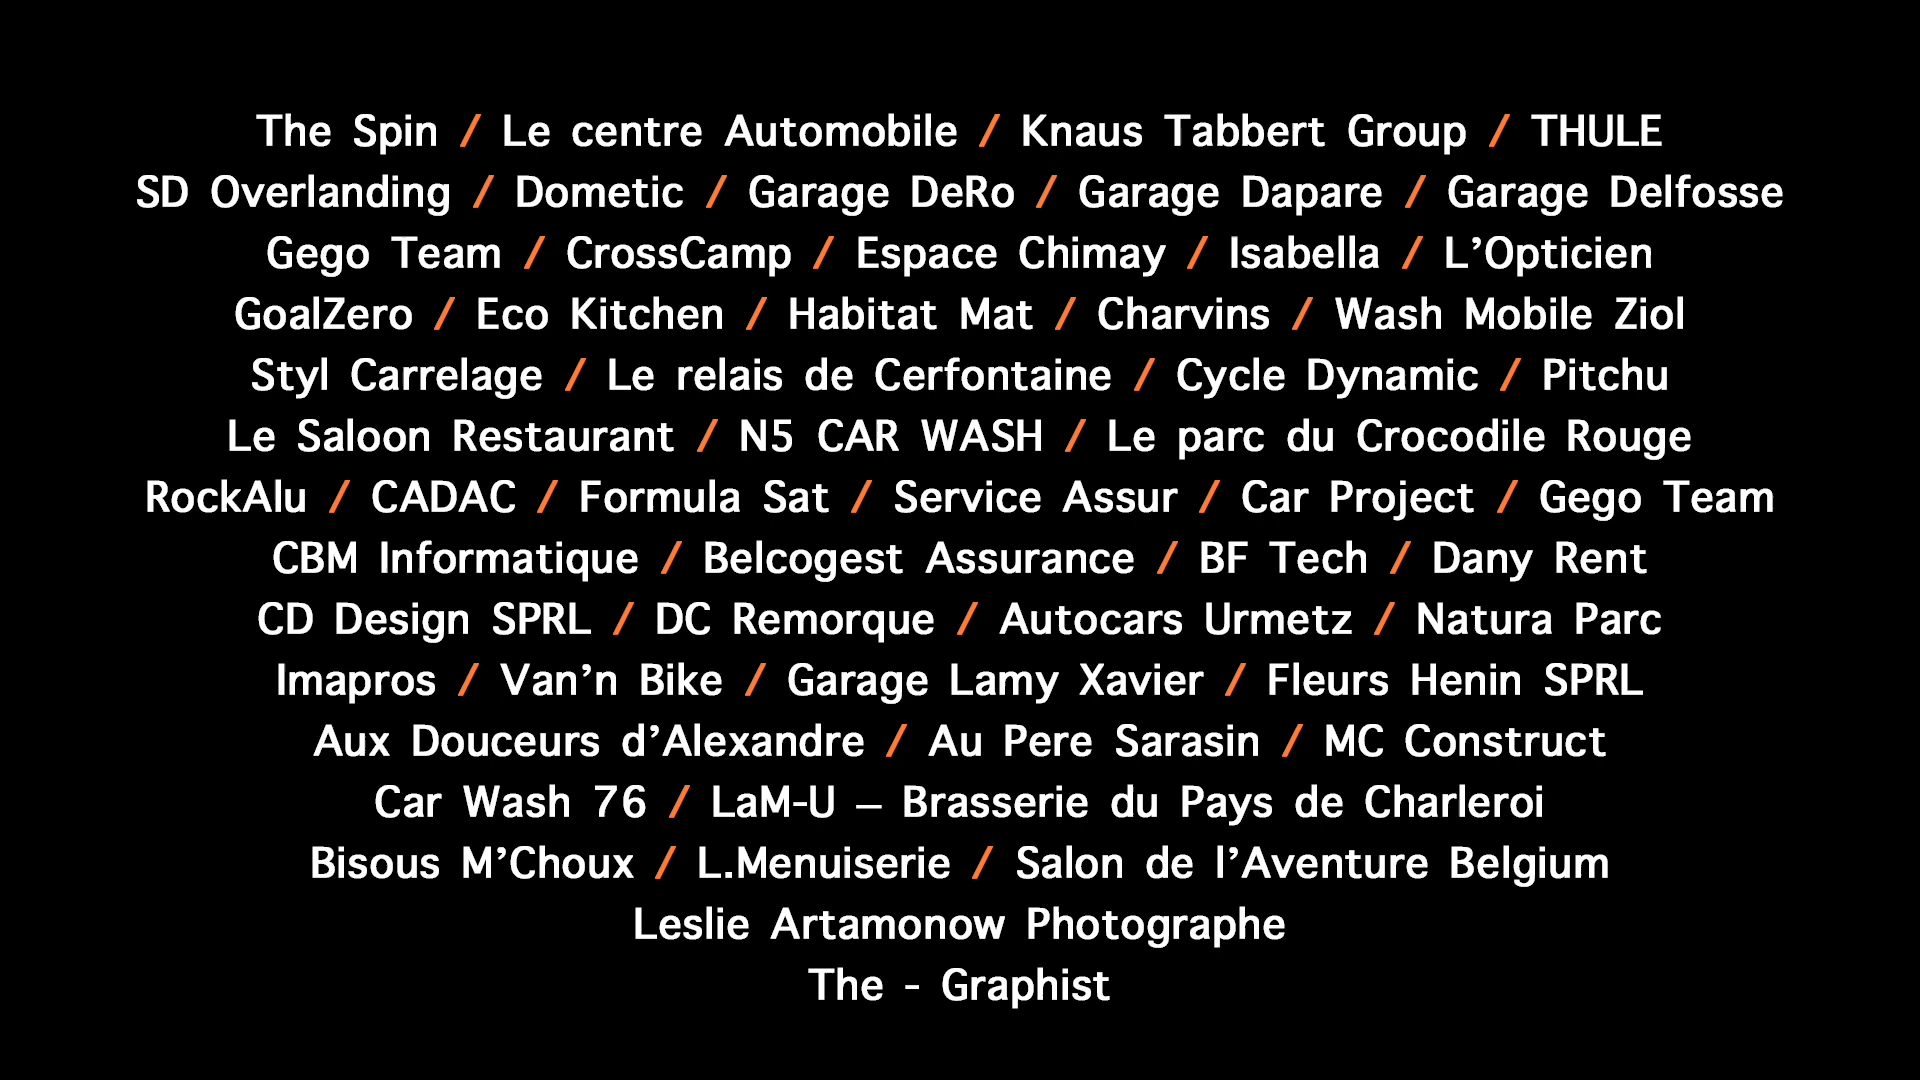 The Spin / Le centre Automobile / Knaus Tabbert Group / THULE
SD Overlanding / Dometic / Garage DeRo / Garage Dapare / Garage Delfosse
Gego Team / CrossCamp / Espace Chimay / Isabella / L’Opticien
GoalZero / Eco Kitchen / Habitat Mat / Charvins / Wash Mobile Ziol
Styl Carrelage / Le relais de Cerfontaine / Cycle Dynamic / Pitchu
Le Saloon Restaurant / N5 CAR WASH / Le parc du Crocodile Rouge
RockAlu / CADAC / Formula Sat / Service Assur / Car Project / Gego Team
CBM Informatique / Belcogest Assurance / BF Tech / Dany Rent
CD Design SPRL / DC Remorque / Autocars Urmetz / Natura Parc
Imapros / Van’n Bike / Garage Lamy Xavier / Fleurs Henin SPRL
Aux Douceurs d’Alexandre / Au Pere Sarasin / MC Construct
Car Wash 76 / LaM-U – Brasserie du Pays de Charleroi
Bisous M’Choux / L.Menuiserie / Salon de l’Aventure Belgium
Leslie Artamonow Photographe
The - Graphist